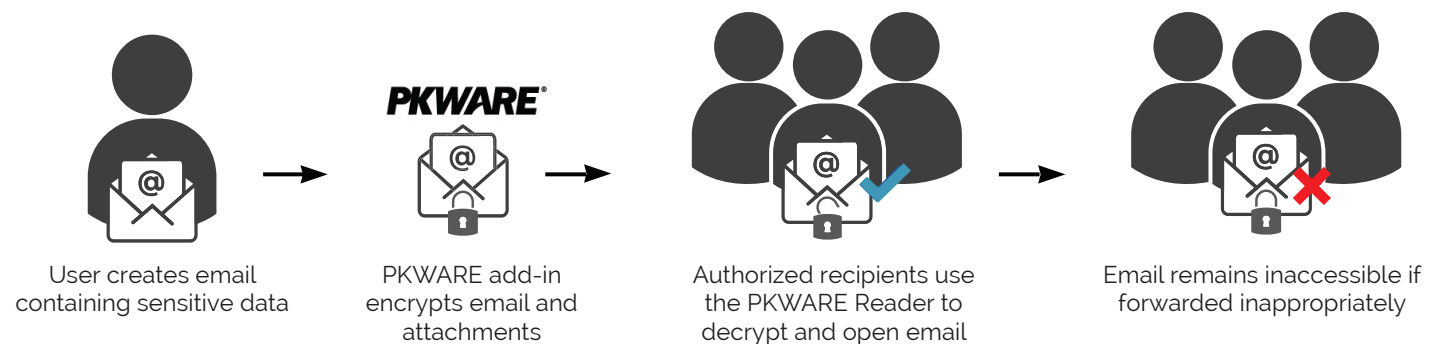 PKWARE®
@
@
@
@
User creates email
containing sensitive data
PKWARE add-in
encrypts email and
attachments
Authorized recipients use
the PKWARE Reader to
decrypt and open email
Email remains inaccessible if
forwarded inappropriately